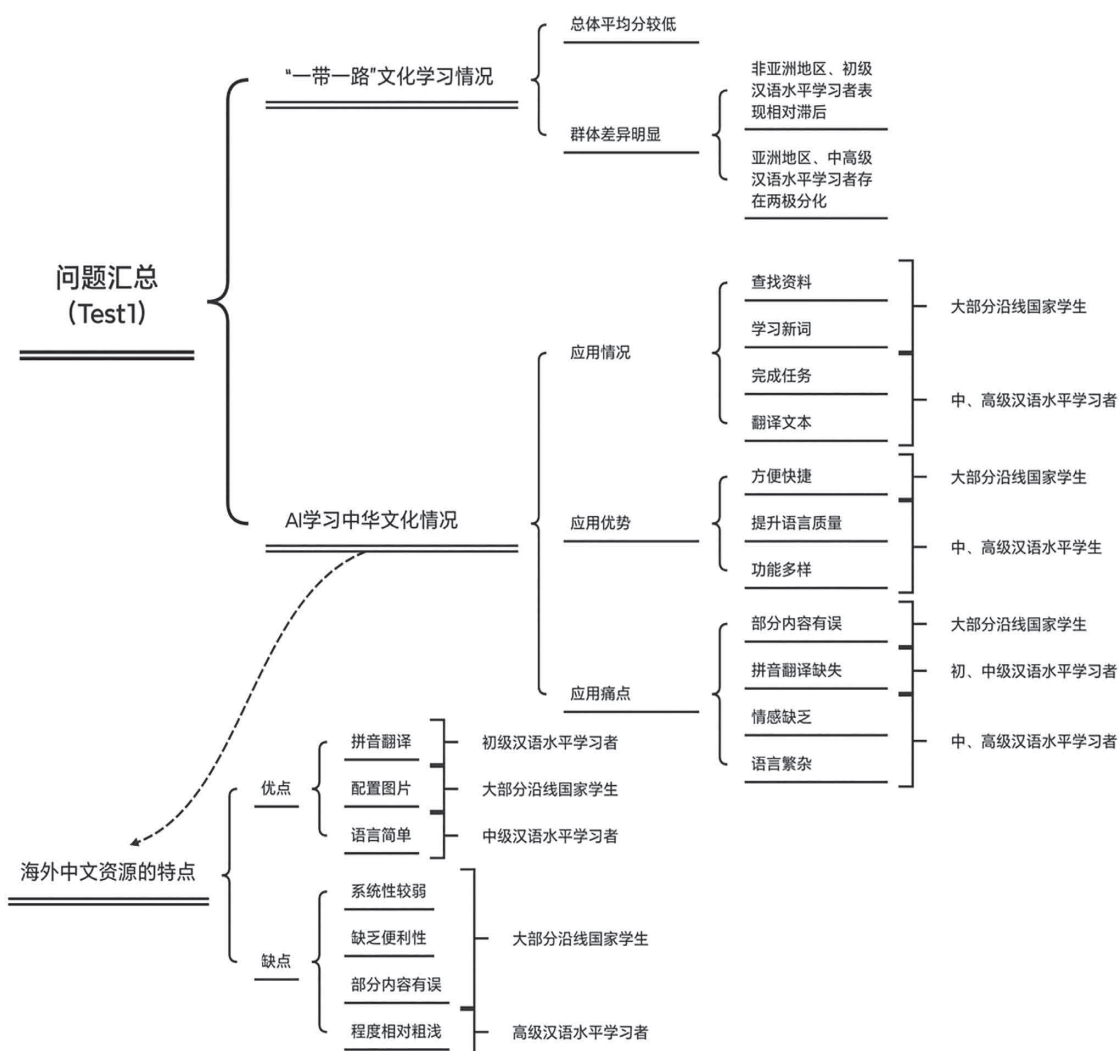 问题汇总
（Test1）
“一带一路”文化学习情况
总体平均分较低
群体差异明显
非亚洲地区、初级
汉语水平学习者表
现相对滞后
亚洲地区、中高级
汉语水平学习者存
在两极分化
AI学习中华文化情况
应用情况
查找资料
学习新词
大部分沿线国家学生
完成任务
翻译文本
中、高级汉语水平学习者
应用优势
方便快捷
大部分沿线国家学生
提升语言质量
功能多样
中、高级汉语水平学生
应用痛点
部分内容有误
大部分沿线国家学生
拼音翻译缺失
初、中级汉语水平学习者
情感缺乏
语言繁杂
中、高级汉语水平学习者
海外中文资源的特点
优点
拼音翻译
初级汉语水平学习者
配置图片
大部分沿线国家学生
语言简单
中级汉语水平学习者
缺点
系统性较弱
缺乏便利性
部分内容有误
大部分沿线国家学生
程度相对粗浅
高级汉语水平学习者